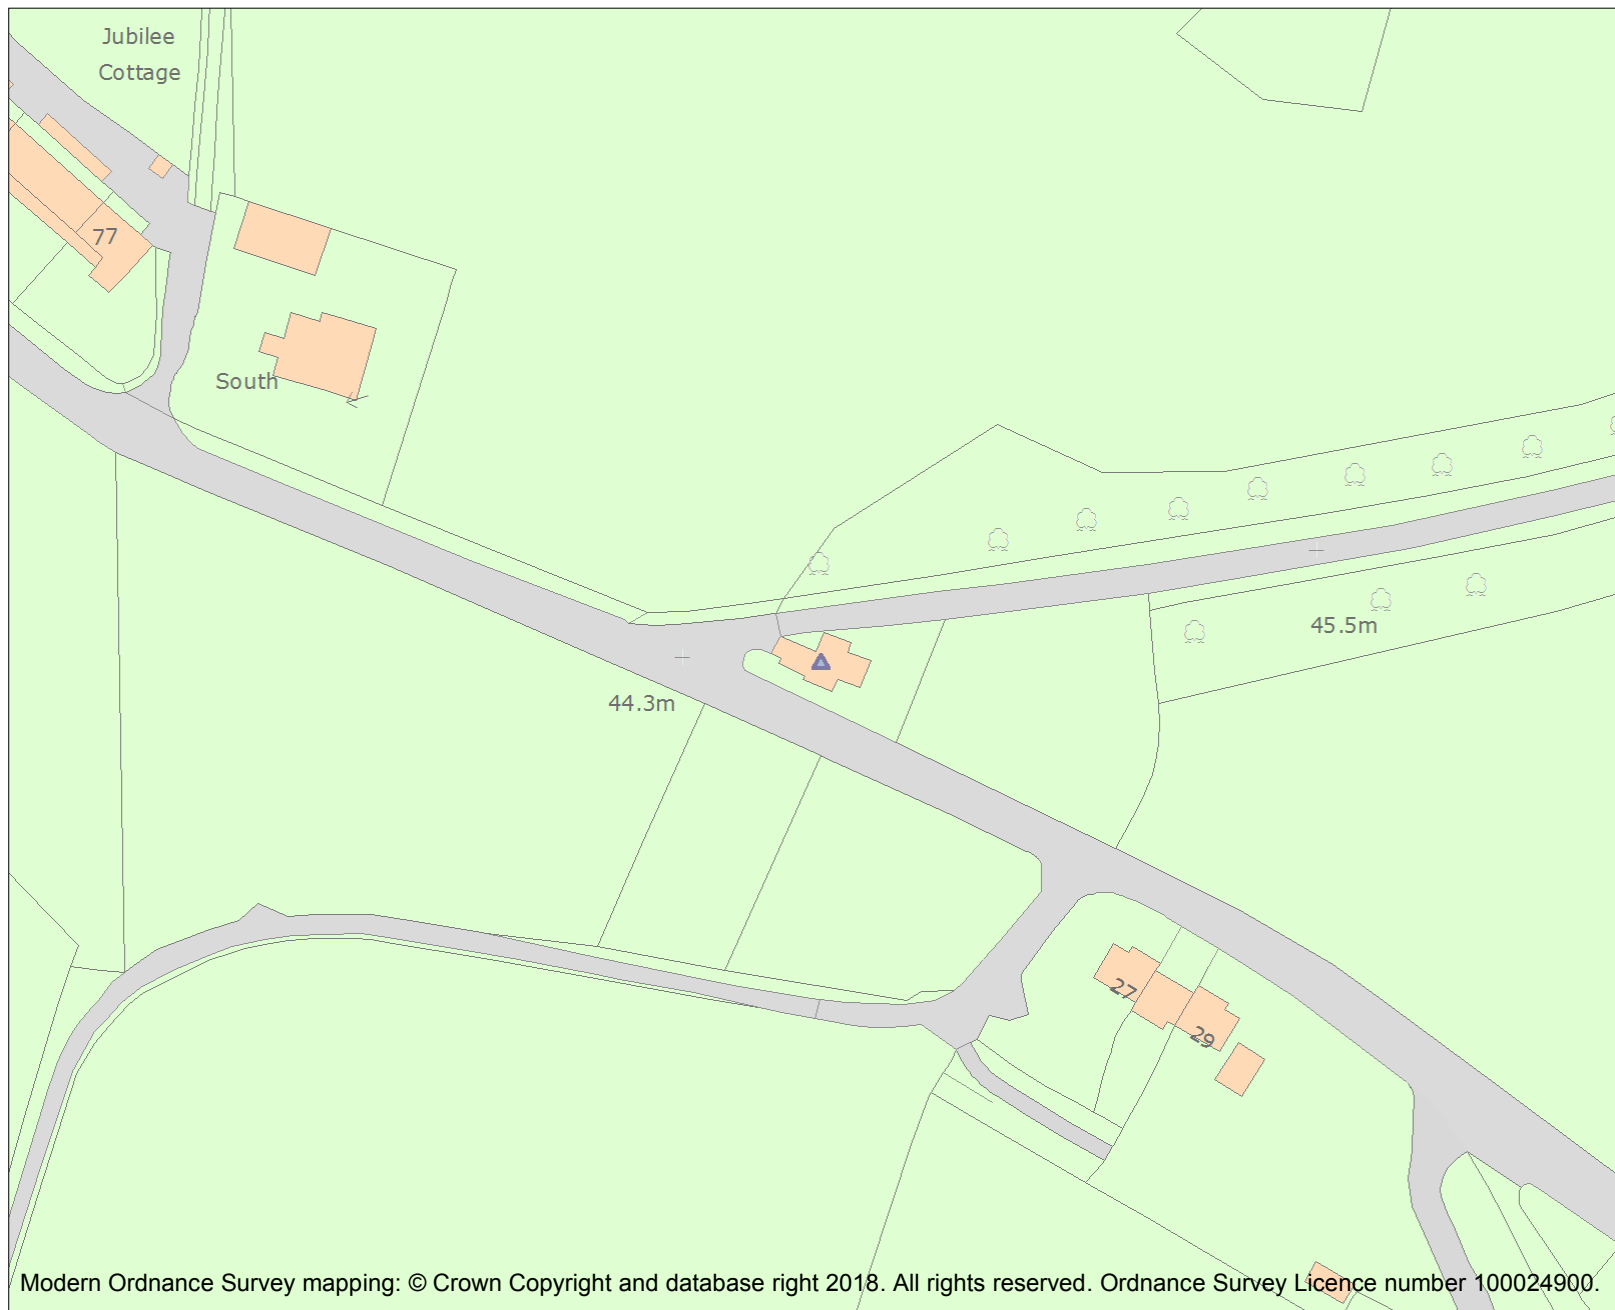 Jubilee
Cottage
77
South
45.5m
44.3m
27
29
Modern Ordnance Survey mapping: © Crown Copyright and database right 2018. All rights reserved. Ordnance Survey Licence number 100024900.